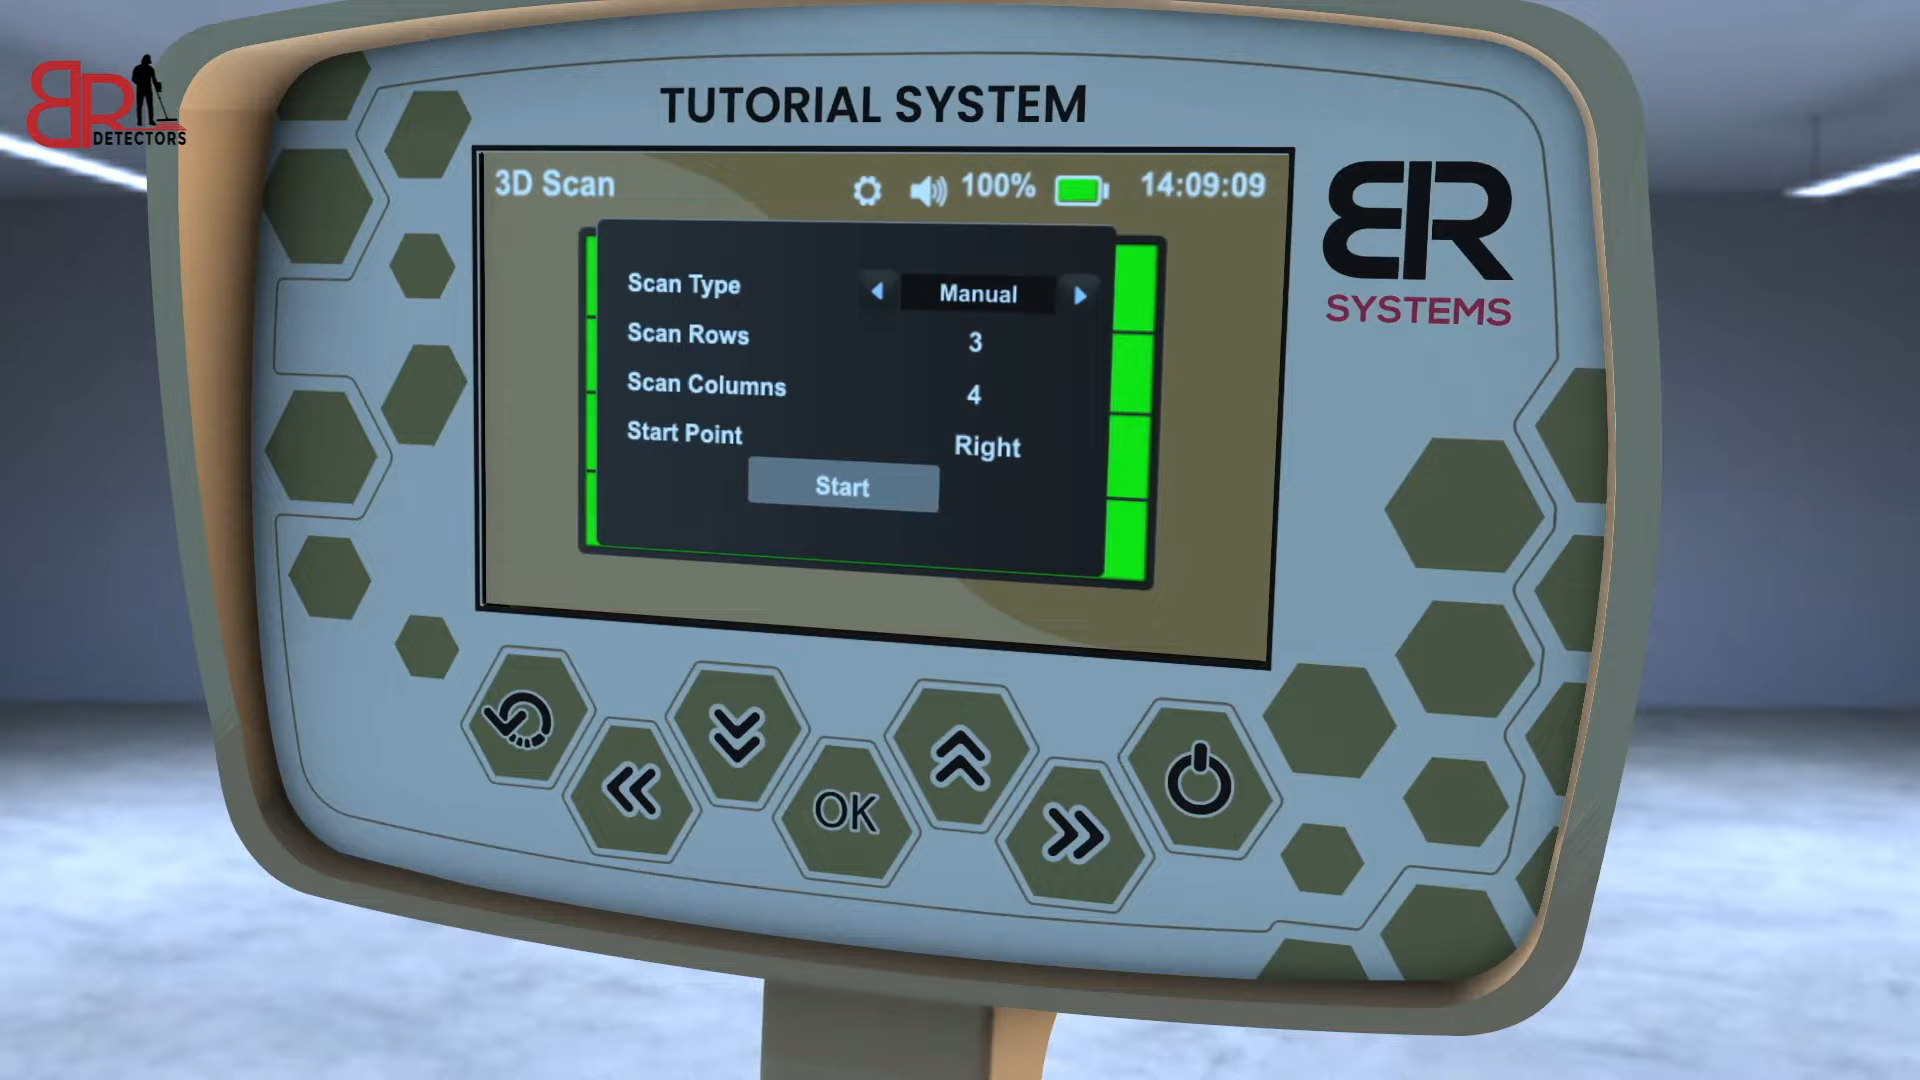 BR
DETECTORS
TUTORIAL SYSTEM
3D Scan
100%
14:09:09
BR
SYSTEMS
Scan Type
Manual
Scan Rows
3
Scan Columns
4
Start Point
Right
Start
OK